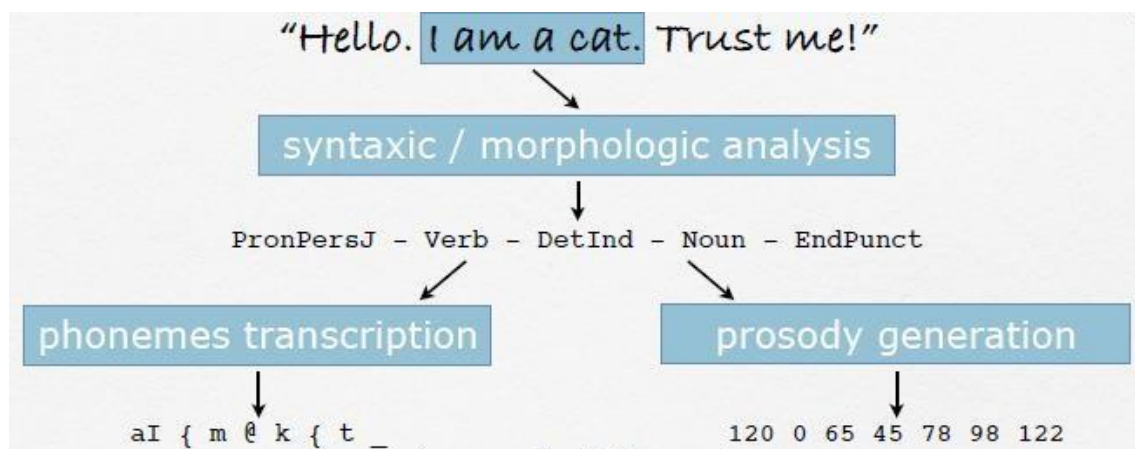 “Hello. I am a cat. Trust me!”
syntaxic / morphologic analysis
PronPersJ – Verb – DetInd – Noun – EndPunct
phonemes transcription
prosody generation
aI { m @ k { t _
120 0 65 45 78 98 122